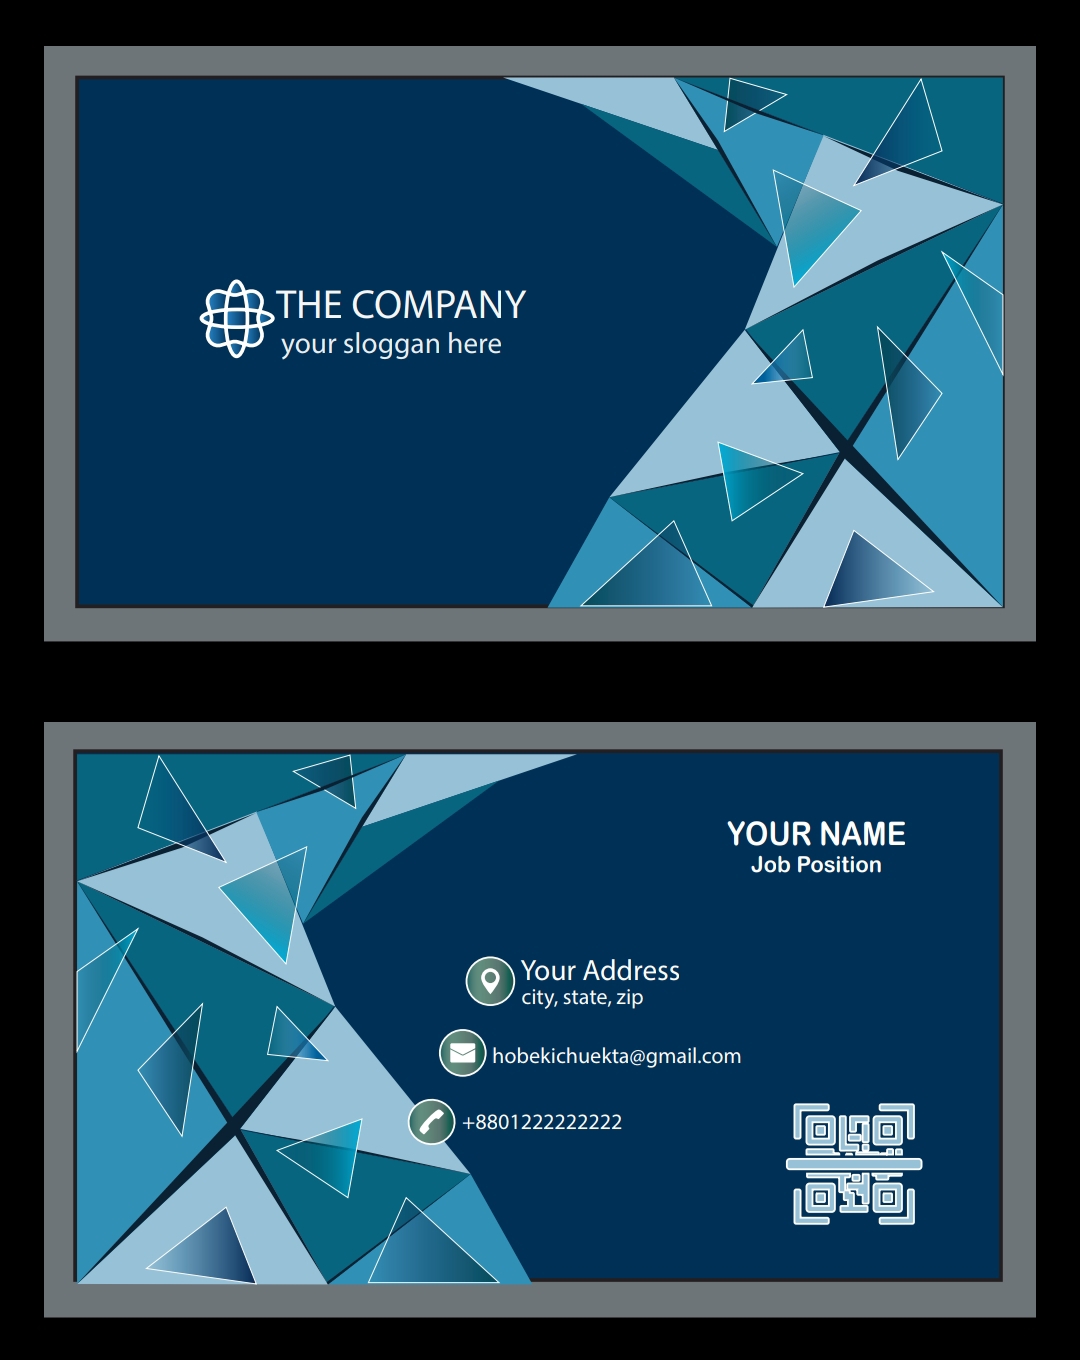 THE COMPANY
your sloggan here
YOUR NAME
Job Position
Your Address
city, state, zip
hobekichuekta@gmail.com
+8801222222222